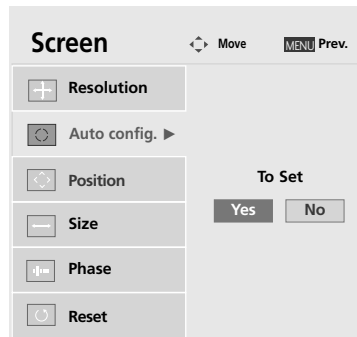 Screen Move MENU Prev.
Resolution
Auto config. ►
Position
Size
Phase
Reset
To Set
Yes No